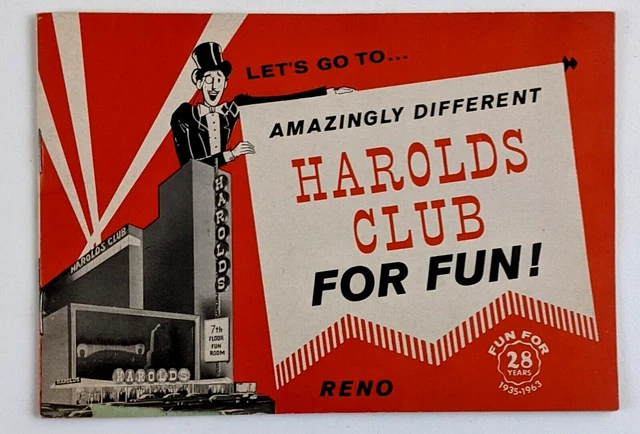 LET'S GO TO...
AMAZINGLY DIFFERENT
HAROLDS
CLUB
FOR FUN!
HAROLDS CLUB
HAROLDS
7th
FLOOR
FUN
ROOM
HAROLDS
HAROLDS
RENO
FUN FOR
28
YEARS
1935-1963